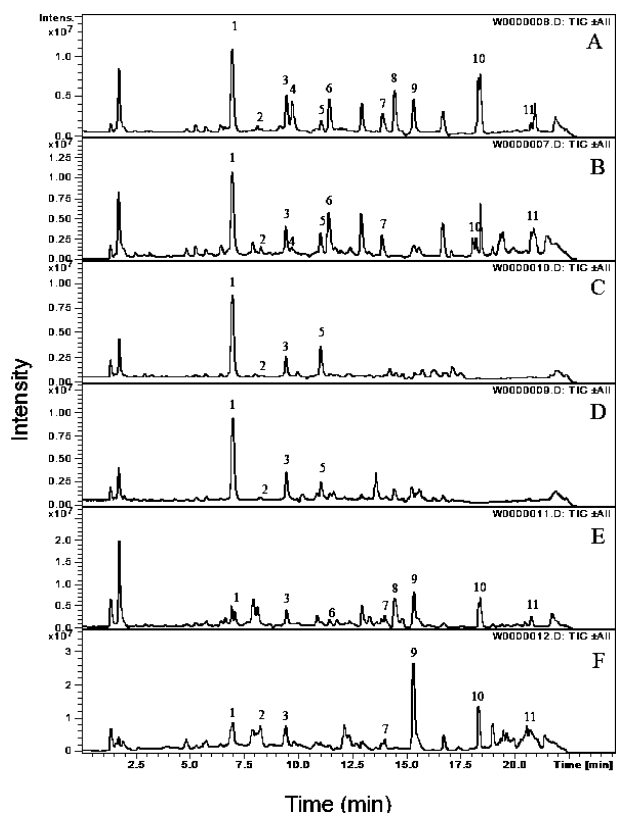 Intens. W0000008.D: TIC ±All
x10⁷ A
1.0 1 2 3 4 5 6 7 8 9 10 11
0.5
0.0
x10⁷ W0000007.D: TIC ±All
1.25 B
1.00 1 2 3 4 5 6 7 10 11
0.75
0.50
0.25
0.00
x10⁷ W0000010.D: TIC ±All
1.00 C
0.75 1 2 3 5
0.50
0.25
0.00
x10⁷ W0000009.D: TIC ±All
1.00 D
0.75 1 2 3 5
0.50
0.25
0.00
x10⁷ W0000011.D: TIC ±All
2.0 E
1.5 1 3 6 7 8 9 10 11
1.0
0.5
0.0
x10⁷ W0000012.D: TIC ±All
3 F
2 1 2 3 7 9 10 11
1
0
2.5 5.0 7.5 10.0 12.5 15.0 17.5 20.0 Time [min]
Intensity
Time (min)